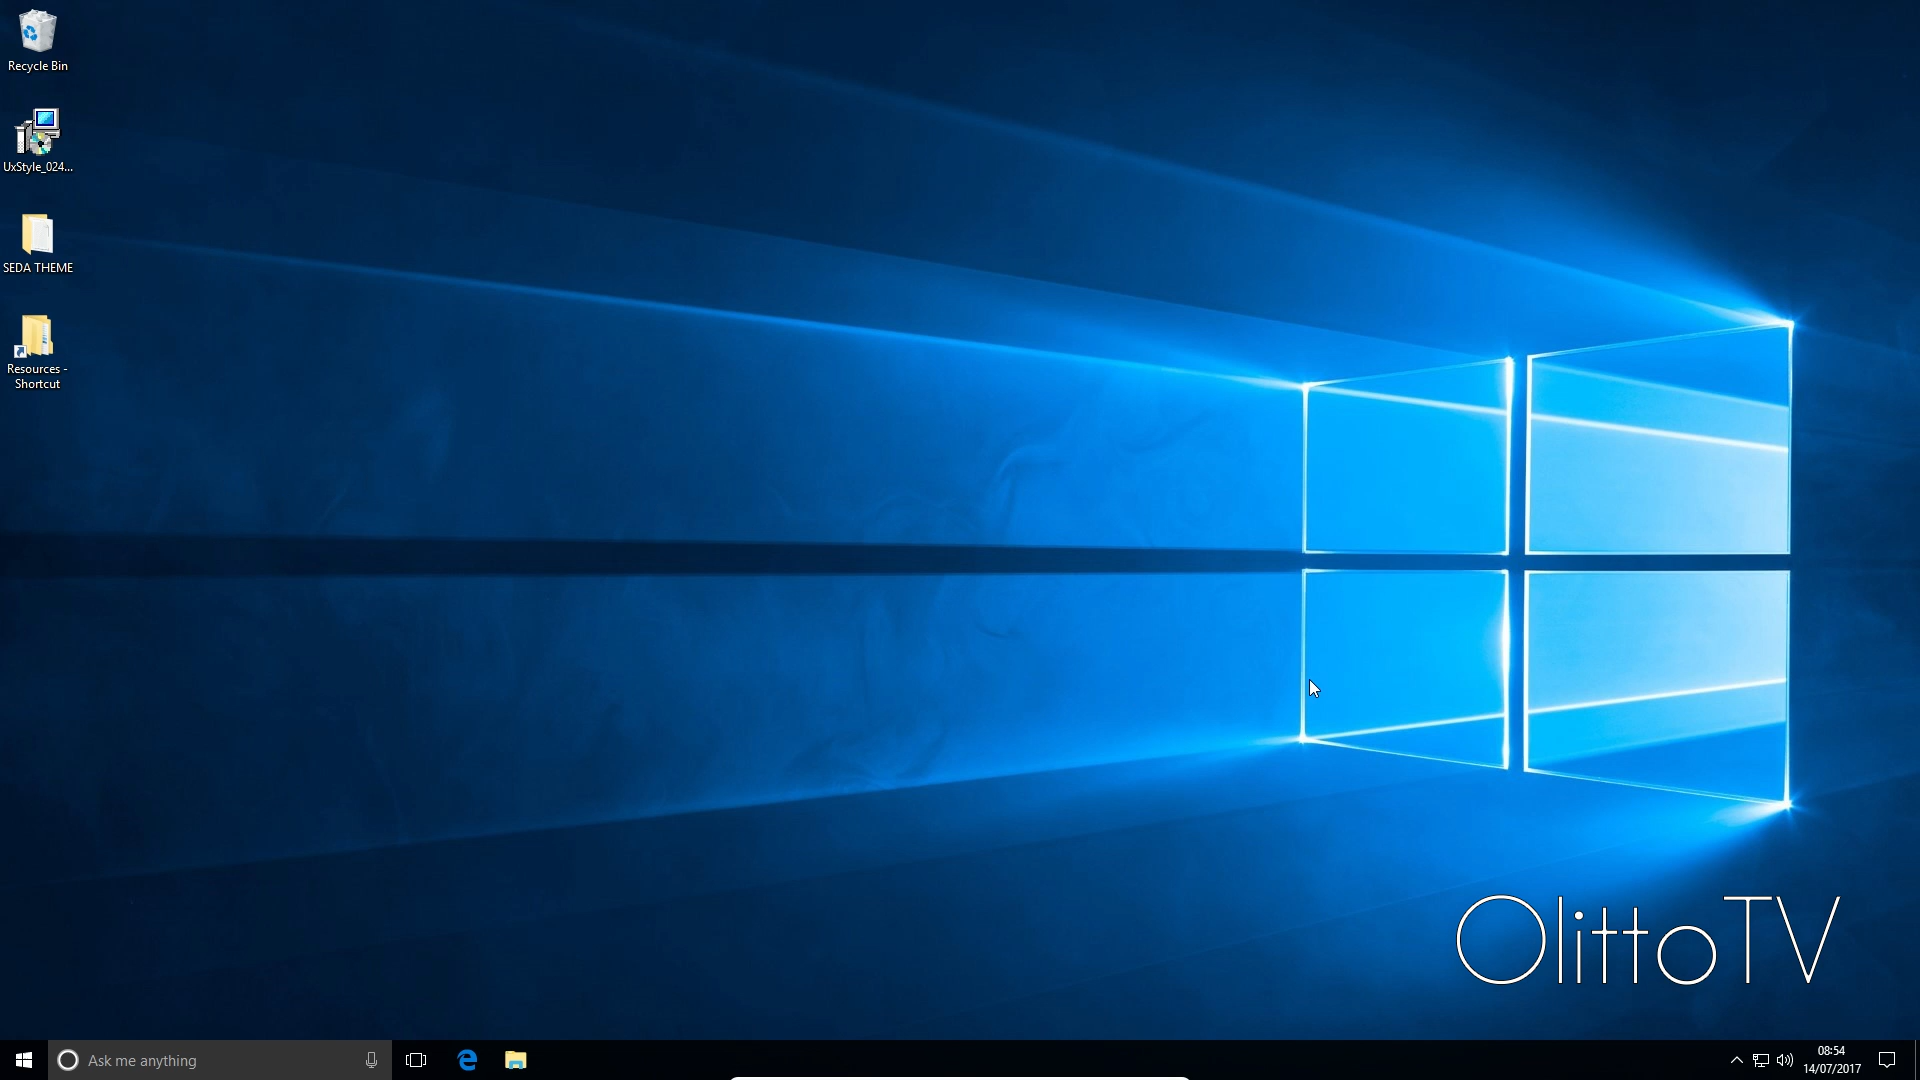 Recycle Bin
UxStyle_024...
SEDA THEME
Resources -
Shortcut
OlittoTV
Ask me anything
08:54
14/07/2017